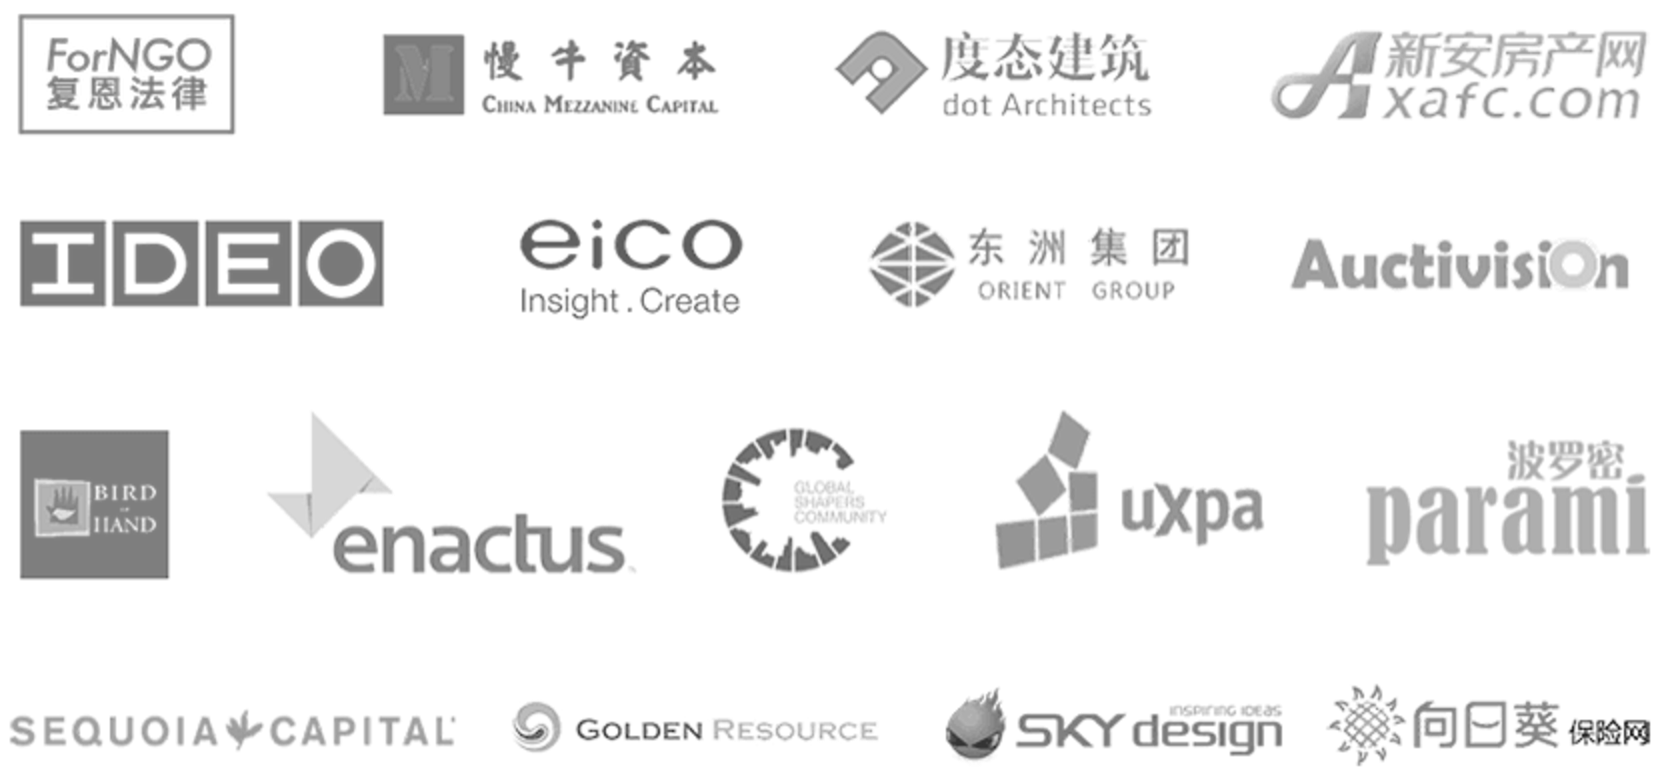 ForNGO
复恩法律
M
慢牛資本
CHINA MEZZANINE CAPITAL
度态建筑
dot Architects
A
新安房产网
xafc.com
IDEO
eico
Insight . Create
东洲集团
ORIENT GROUP
Auctivision
BIRD
HAND
enactus
GLOBAL
SHAPERS
COMMUNITY
uxpa
波罗密
parami
SEQUOIA CAPITAL
GOLDEN RESOURCE
INSPIRING IDEAS
SKY design
向日葵 保险网